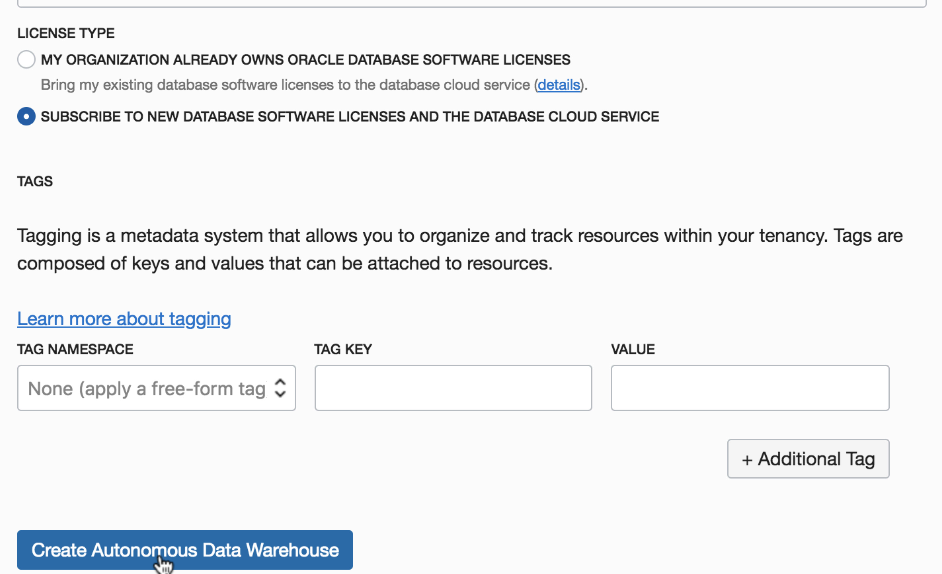 LICENSE TYPE
MY ORGANIZATION ALREADY OWNS ORACLE DATABASE SOFTWARE LICENSES
Bring my existing database software licenses to the database cloud service (details).
SUBSCRIBE TO NEW DATABASE SOFTWARE LICENSES AND THE DATABASE CLOUD SERVICE
TAGS
Tagging is a metadata system that allows you to organize and track resources within your tenancy. Tags are
composed of keys and values that can be attached to resources.
Learn more about tagging
TAG NAMESPACE TAG KEY VALUE
None (apply a free-form tag
+ Additional Tag
Create Autonomous Data Warehouse